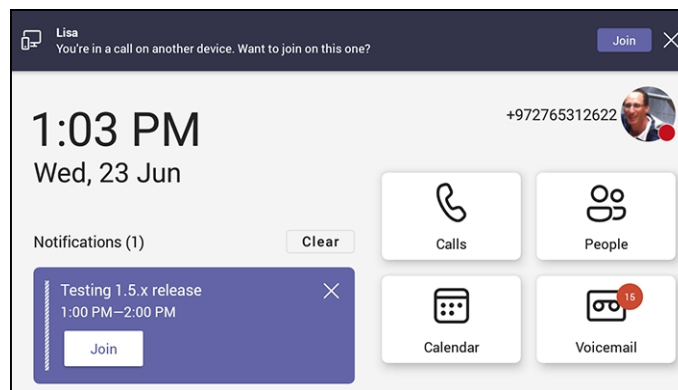 Lisa
You're in a call on another device. Want to join on this one?
Join
1:03 PM
Wed, 23 Jun
+972765312622
Notifications (1)
Clear
Testing 1.5.x release
1:00 PM—2:00 PM
Join
Calls
People
Calendar
15
Voicemail